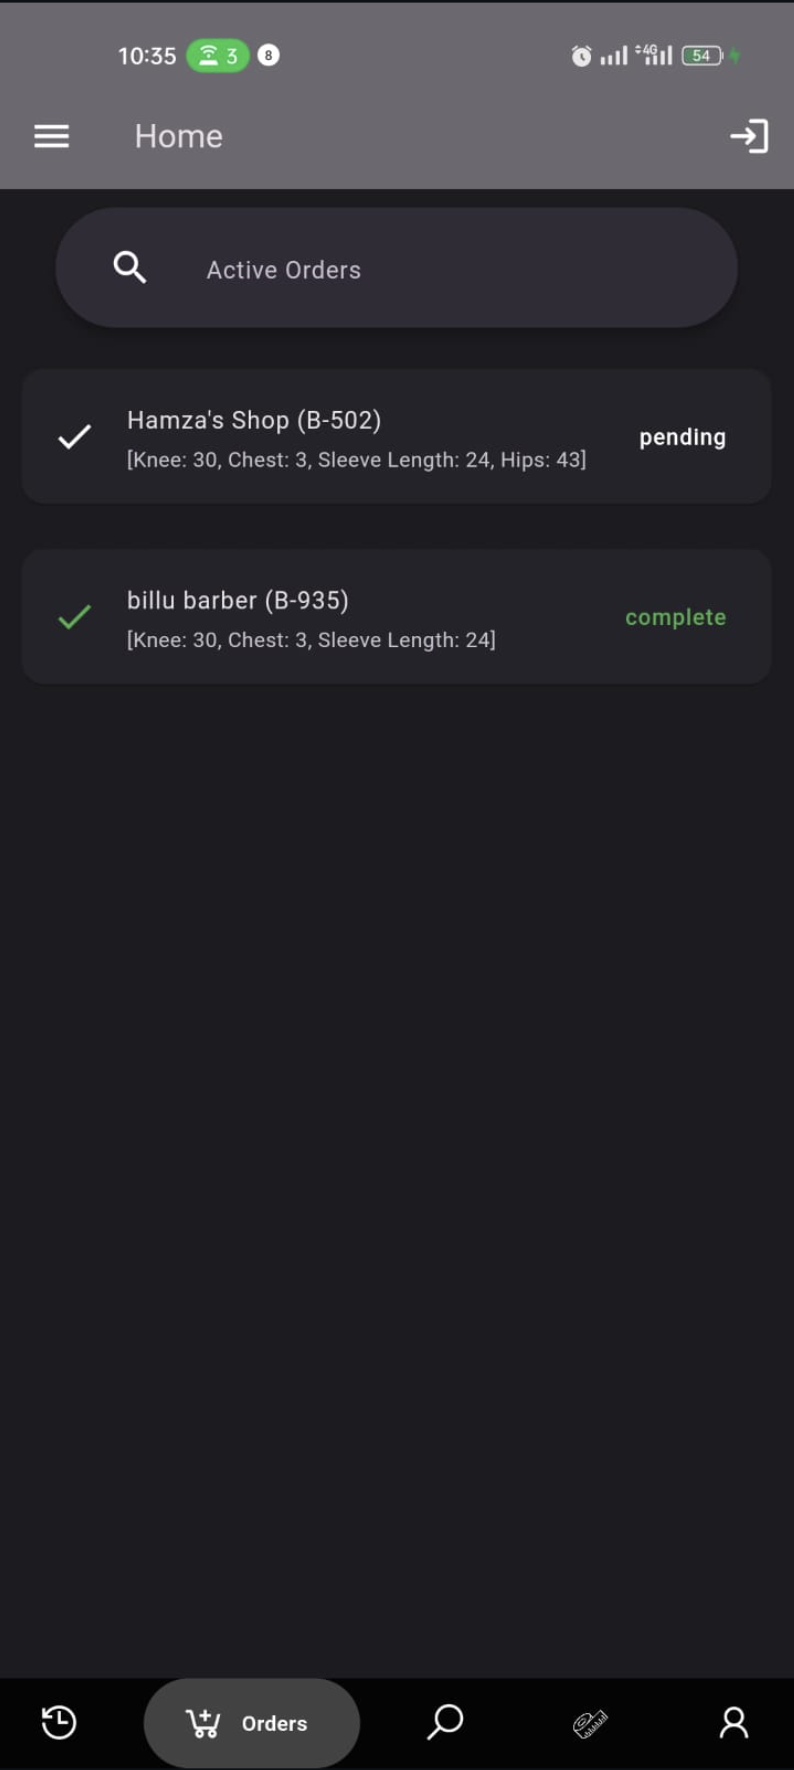 10:35 3 8 4G 54
Home
Active Orders
Hamza's Shop (B-502)
[Knee: 30, Chest: 3, Sleeve Length: 24, Hips: 43]
pending
billu barber (B-935)
[Knee: 30, Chest: 3, Sleeve Length: 24]
complete
Orders